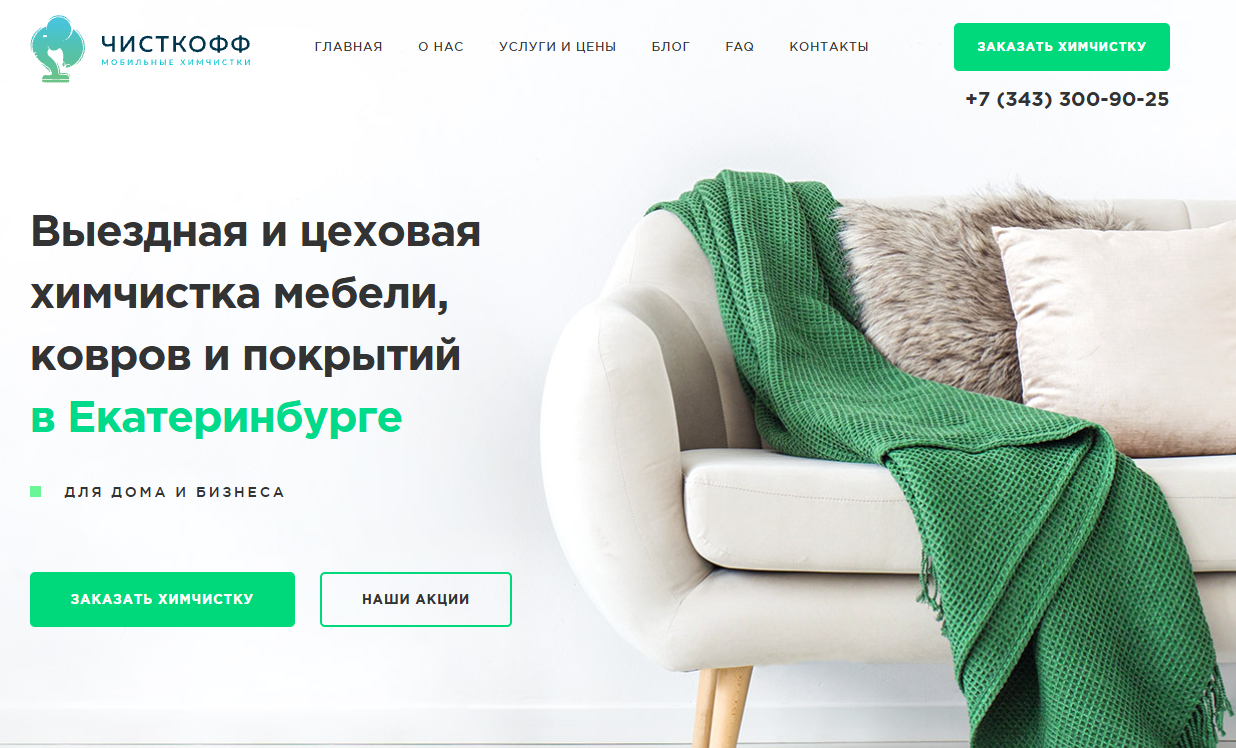 ЧИСТКОФФ
МОБИЛЬНЫЕ ХИМЧИСТКИ
ГЛАВНАЯ О НАС УСЛУГИ И ЦЕНЫ БЛОГ FAQ КОНТАКТЫ
ЗАКАЗАТЬ ХИМЧИСТКУ
+7 (343) 300-90-25
Выездная и цеховая
химчистка мебели,
ковров и покрытий
в Екатеринбурге
ДЛЯ ДОМА И БИЗНЕСА
ЗАКАЗАТЬ ХИМЧИСТКУ НАШИ АКЦИИ